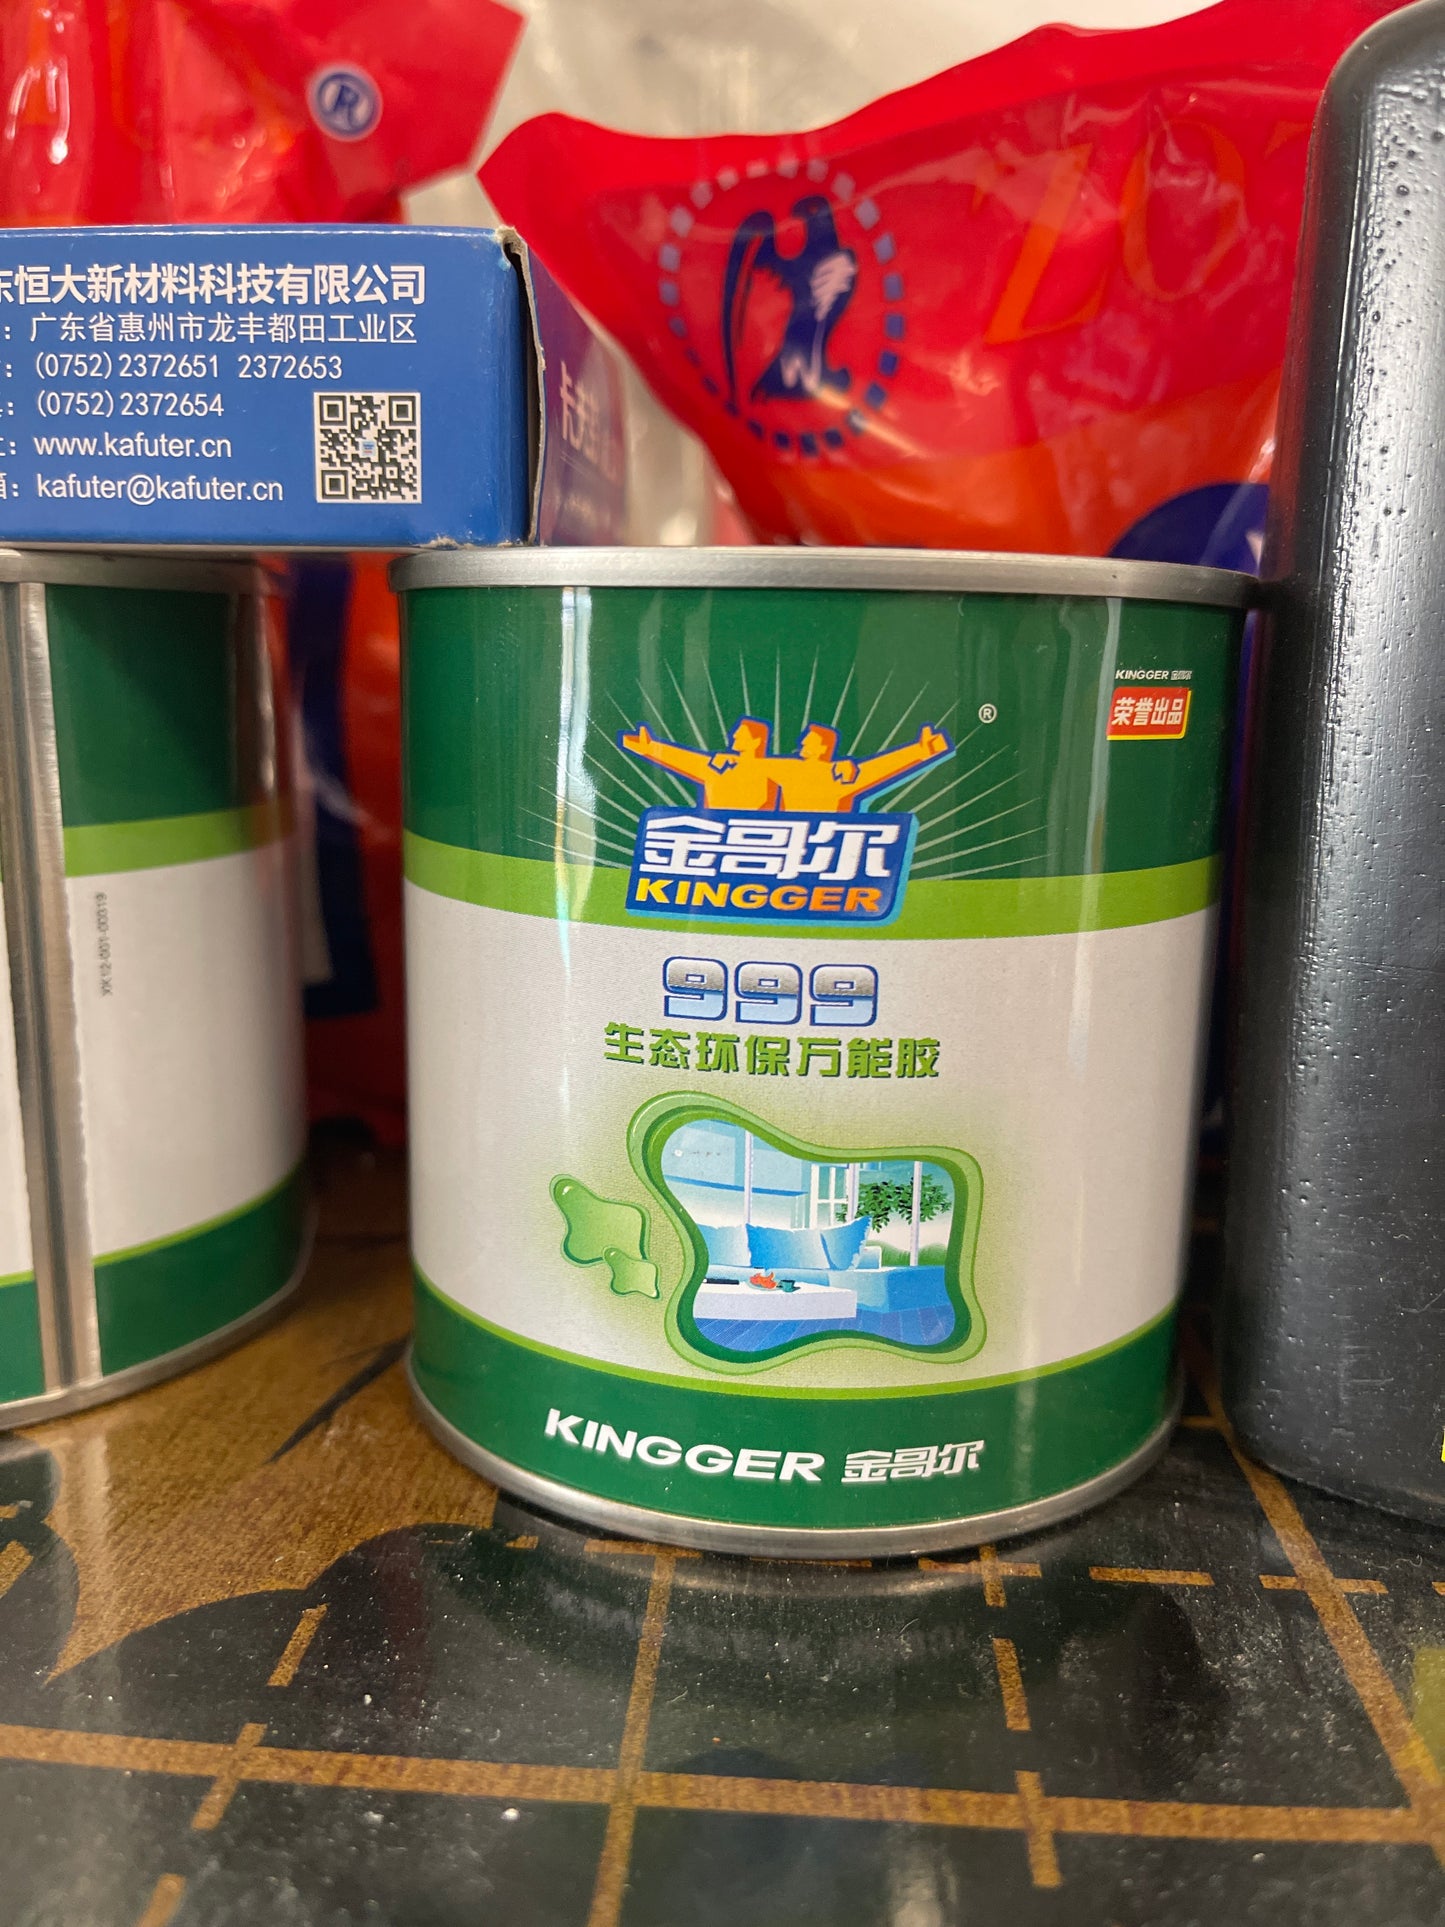 恒大新材料科技有限公司
：广东省惠州市龙丰都田工业区
：(0752)2372651 2372653
：(0752)2372654
：www.kafuter.cn
：kafuter@kafuter.cn
R
KINGGER 金哥尔
荣誉出品
®
金哥尔
KINGGER
999
生态环保万能胶
KINGGER 金哥尔